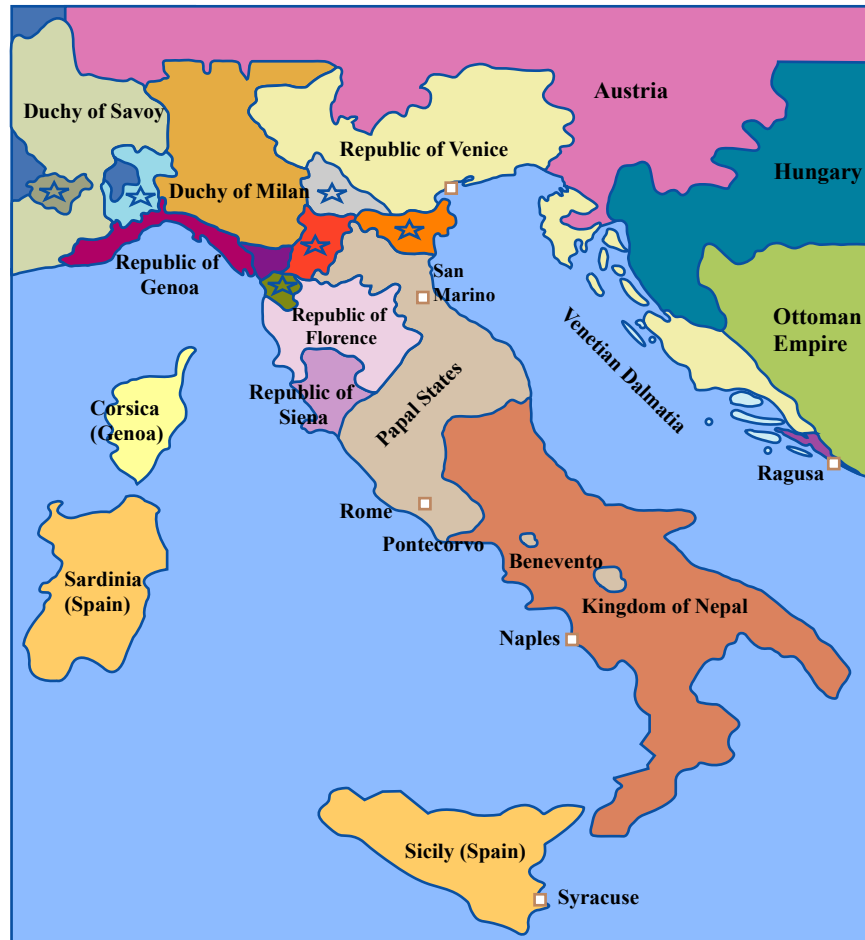 Austria
Duchy of Savoy
Republic of Venice
Hungary
Duchy of Milan
Republic of
Genoa
San
Marino
Republic of
Florence
Venetian Dalmatia
Ottoman
Empire
Republic of
Siena
Corsica
(Genoa)
Papal States
Ragusa
Rome
Pontecorvo
Benevento
Sardinia
(Spain)
Kingdom of Nepal
Naples
Sicily (Spain)
Syracuse